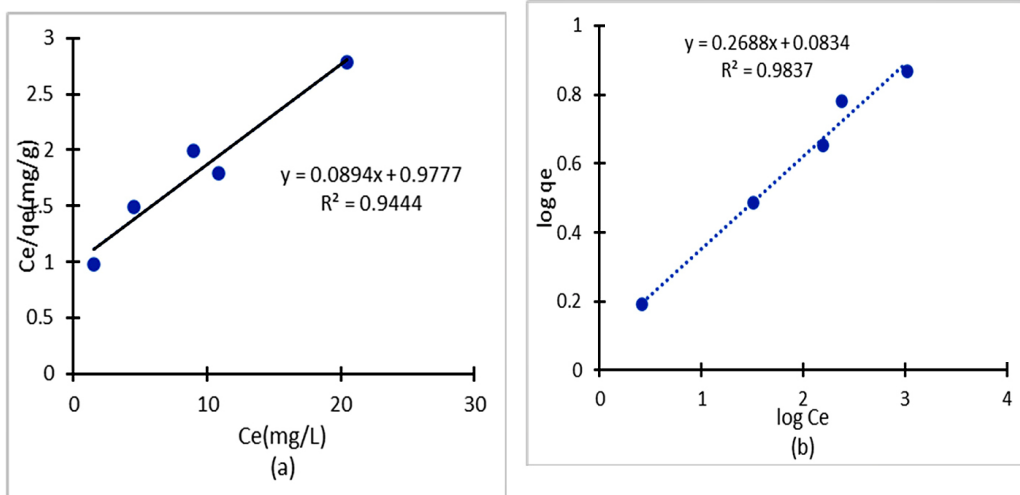 3
2.5
2
1.5
1
0.5
0
Ce/qe(mg/g)
y = 0.0894x+0.9777
R² = 0.9444
0 10 20 30
Ce(mg/L)
(a)
1
0.8
0.6
0.4
0.2
0
log qe
y = 0.2688x+0.0834
R² = 0.9837
0 1 2 3 4
log Ce
(b)